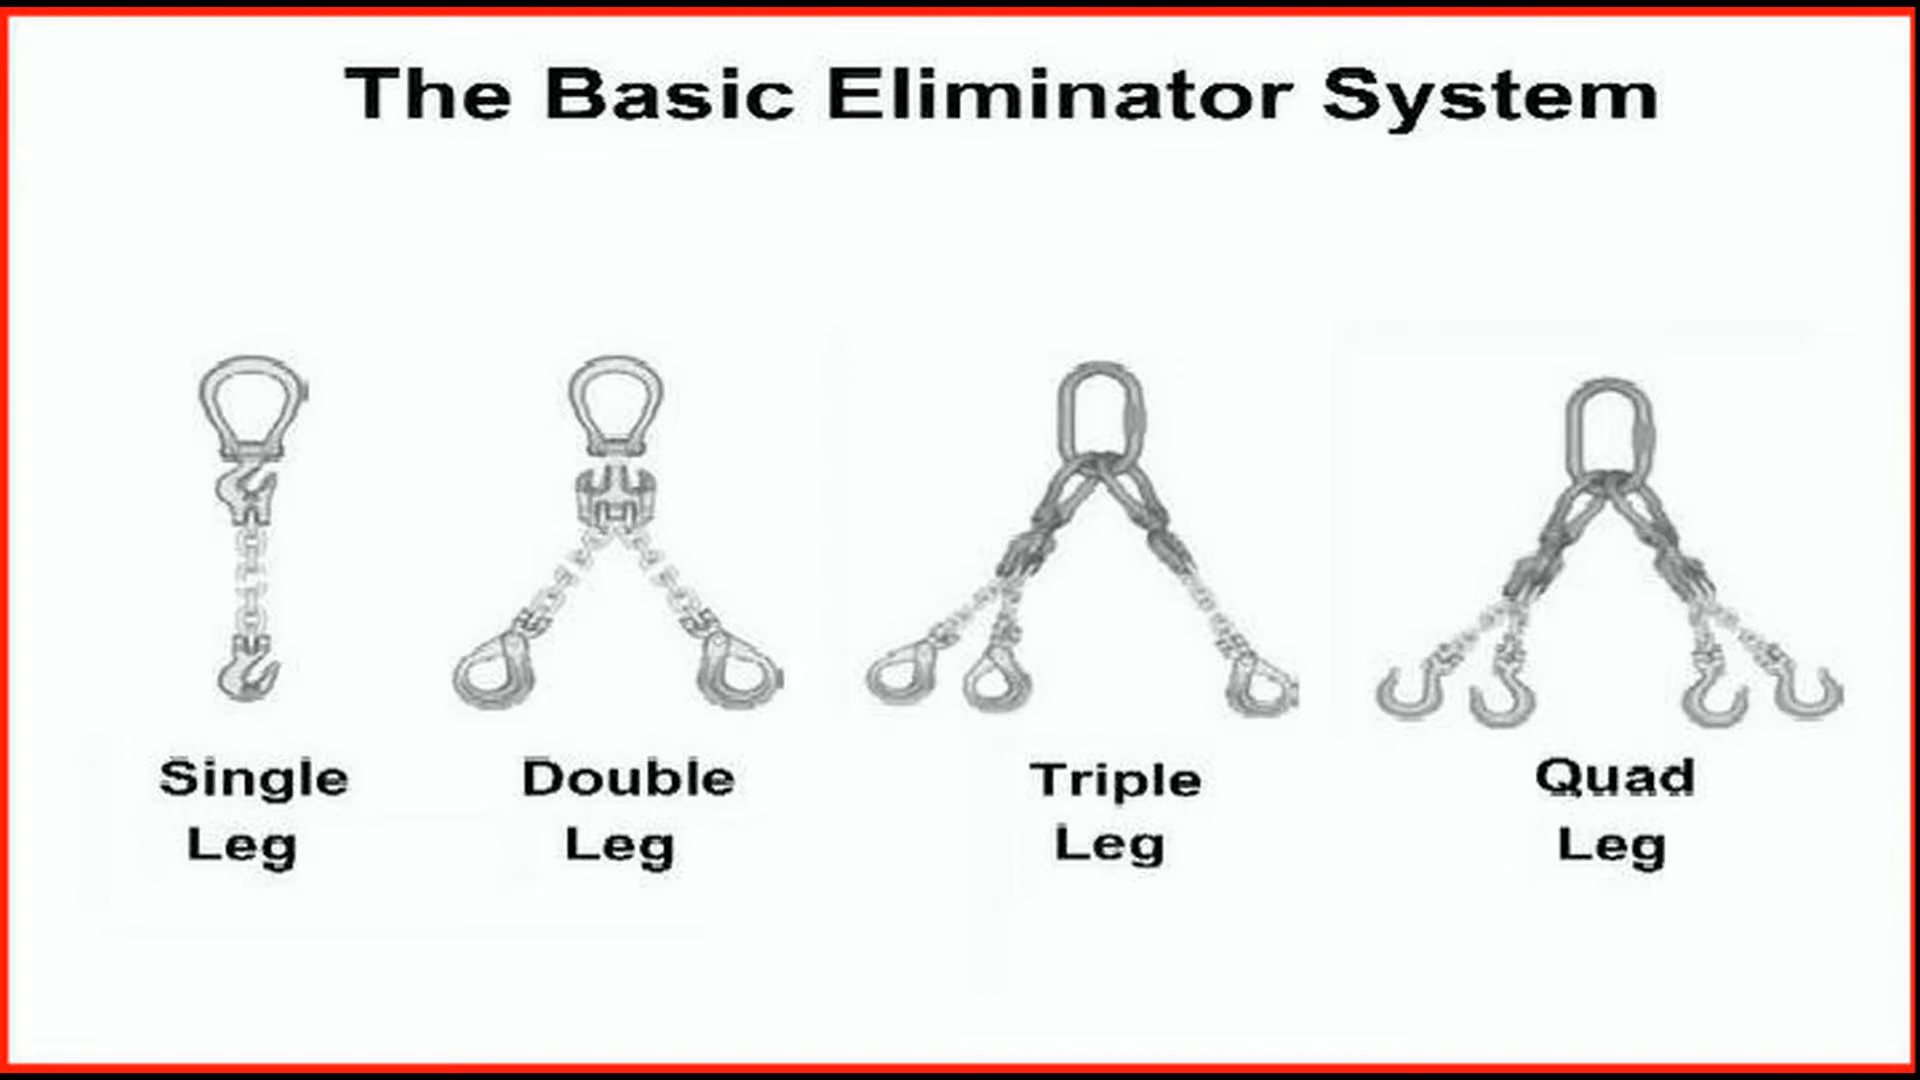 The Basic Eliminator System
Single
Leg
Double
Leg
Triple
Leg
Quad
Leg